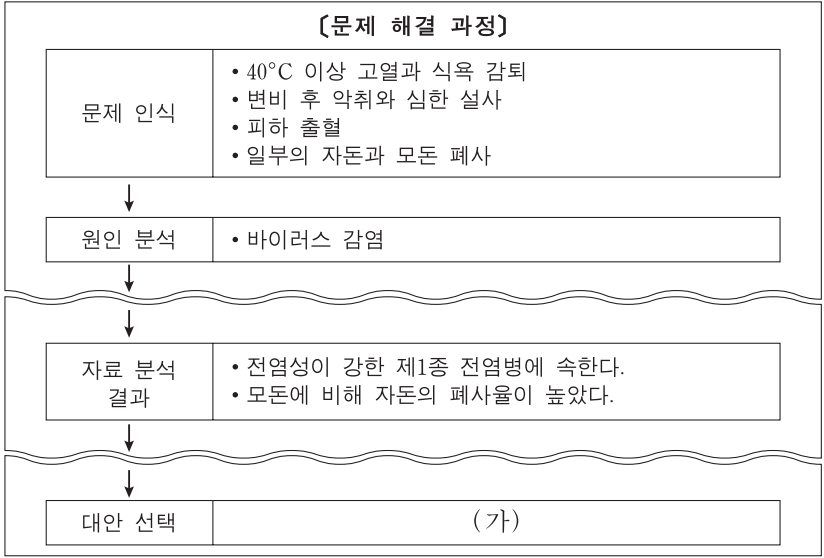 〔문제 해결 과정〕
문제 인식
• 40°C 이상 고열과 식욕 감퇴
• 변비 후 악취와 심한 설사
• 피하 출혈
• 일부의 자돈과 모돈 폐사
원인 분석
• 바이러스 감염
자료 분석
결과
• 전염성이 강한 제1종 전염병에 속한다.
• 모돈에 비해 자돈의 폐사율이 높았다.
대안 선택
(가)